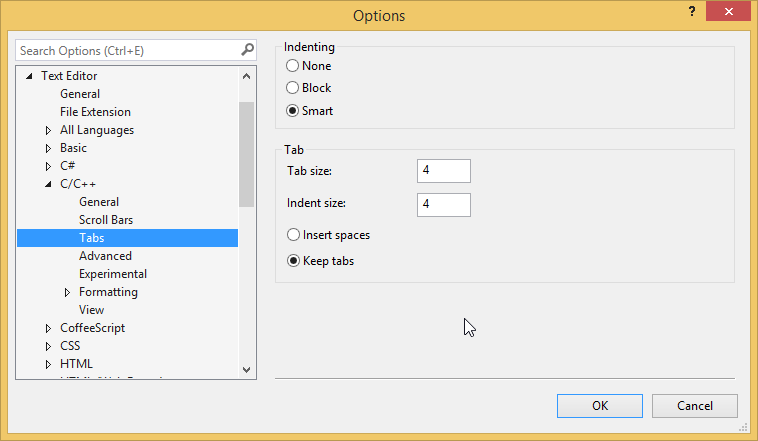 Options
?
Search Options (Ctrl+E)
Text Editor
General
File Extension
All Languages
Basic
C#
C/C++
General
Scroll Bars
Tabs
Advanced
Experimental
Formatting
View
CoffeeScript
CSS
HTML
Indenting
None
Block
Smart
Tab
Tab size: 4
Indent size: 4
Insert spaces
Keep tabs
OK Cancel